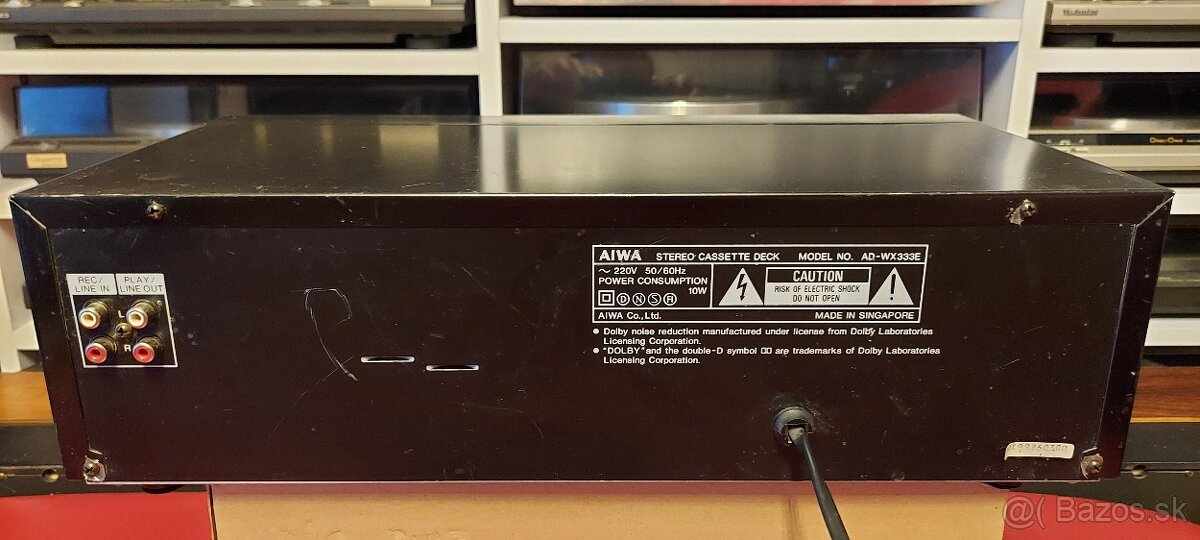 REC/ PLAY/
LINE IN LINE OUT
L
R
AIWA STEREO CASSETTE DECK MODEL NO. AD-WX333E
~ 220V 50/60Hz
POWER CONSUMPTION
10W
D N S R
CAUTION
RISK OF ELECTRIC SHOCK
DO NOT OPEN
AIWA Co., Ltd. MADE IN SINGAPORE
● Dolby noise reduction manufactured under license from Dolby Laboratories
Licensing Corporation.
● "DOLBY" and the double-D symbol are trademarks of Dolby Laboratories
Licensing Corporation.
@( Bazos.sk